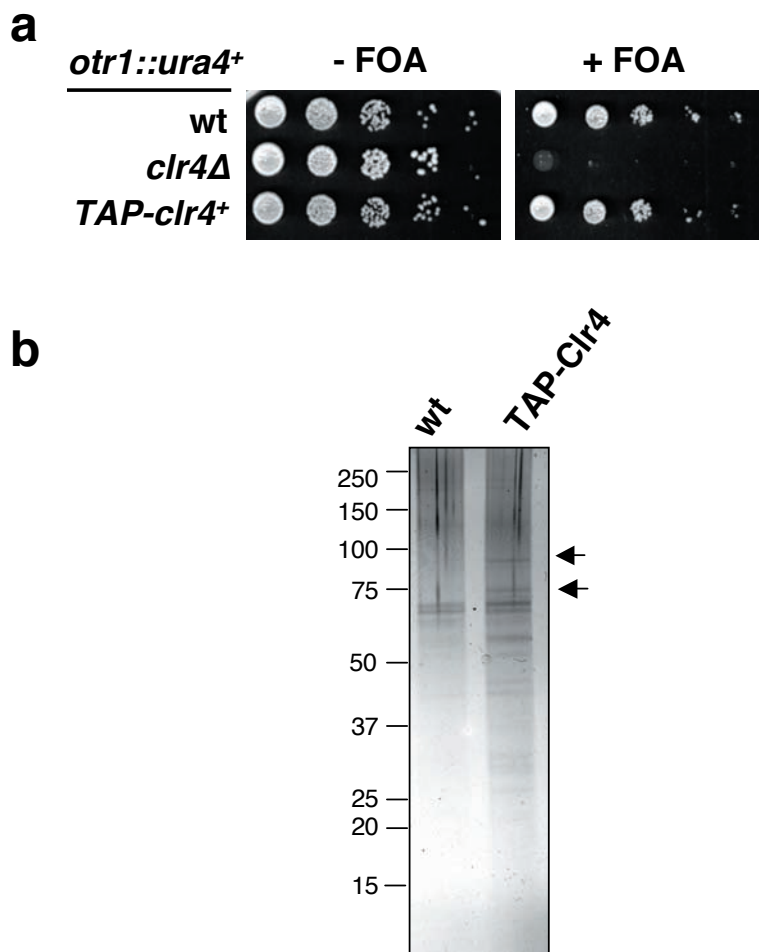 a
otr1::ura4+ - FOA + FOA
wt
clr4Δ
TAP-clr4+
b
wt TAP-Clr4
250
150
100
75
50
37
25
20
15